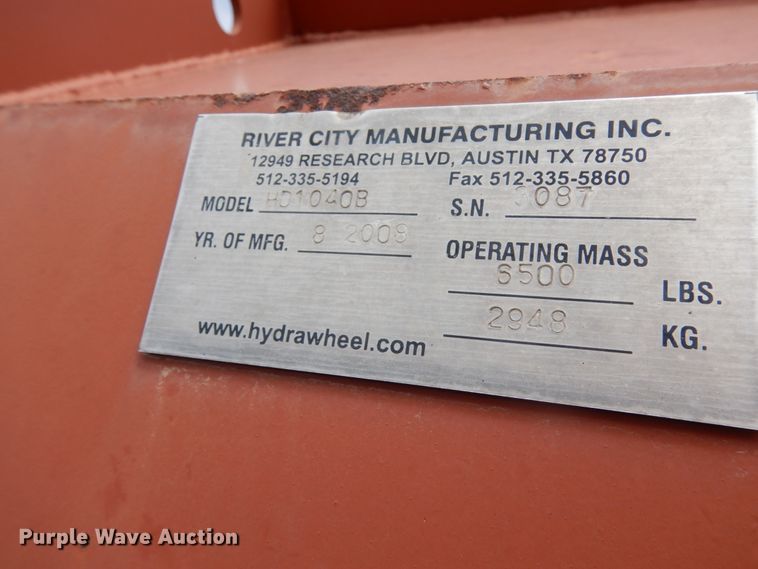 RIVER CITY MANUFACTURING INC.
12949 RESEARCH BLVD, AUSTIN TX 78750
512-335-5194 Fax 512-335-5860
MODEL HD1040B S.N.
YR. OF MFG. 8 2008 OPERATING MASS
6500 LBS.
2948 KG.
www.hydrawheel.com
Purple Wave Auction